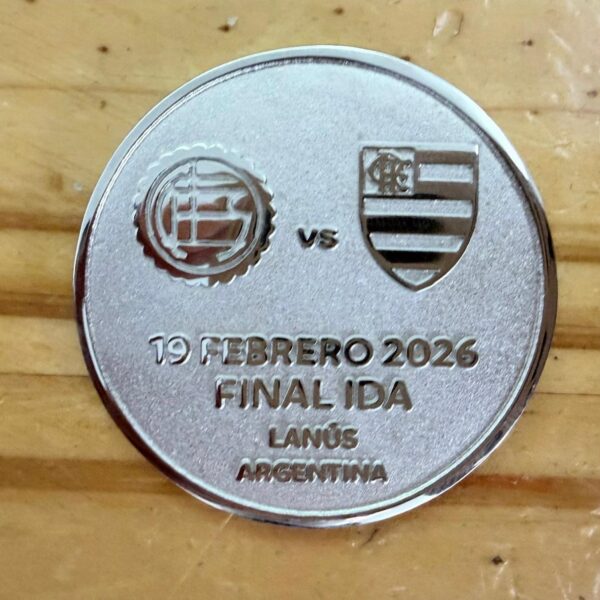 vs
19 FEBRERO 2026
FINAL IDA
LANÚS
ARGENTINA